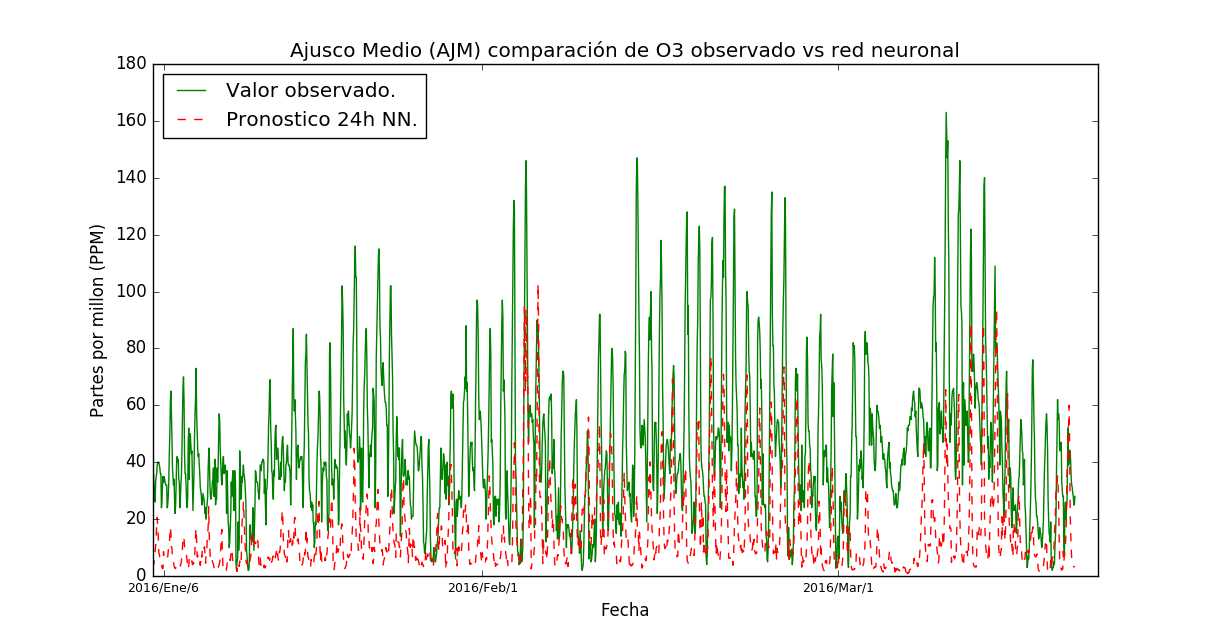 Ajusco Medio (AJM) comparación de O3 observado vs red neuronal
180
160
140
120
100
80
60
40
20
0
Valor observado.
Pronostico 24h NN.
Partes por millon (PPM)
2016/Ene/6
2016/Feb/1
2016/Mar/1
Fecha